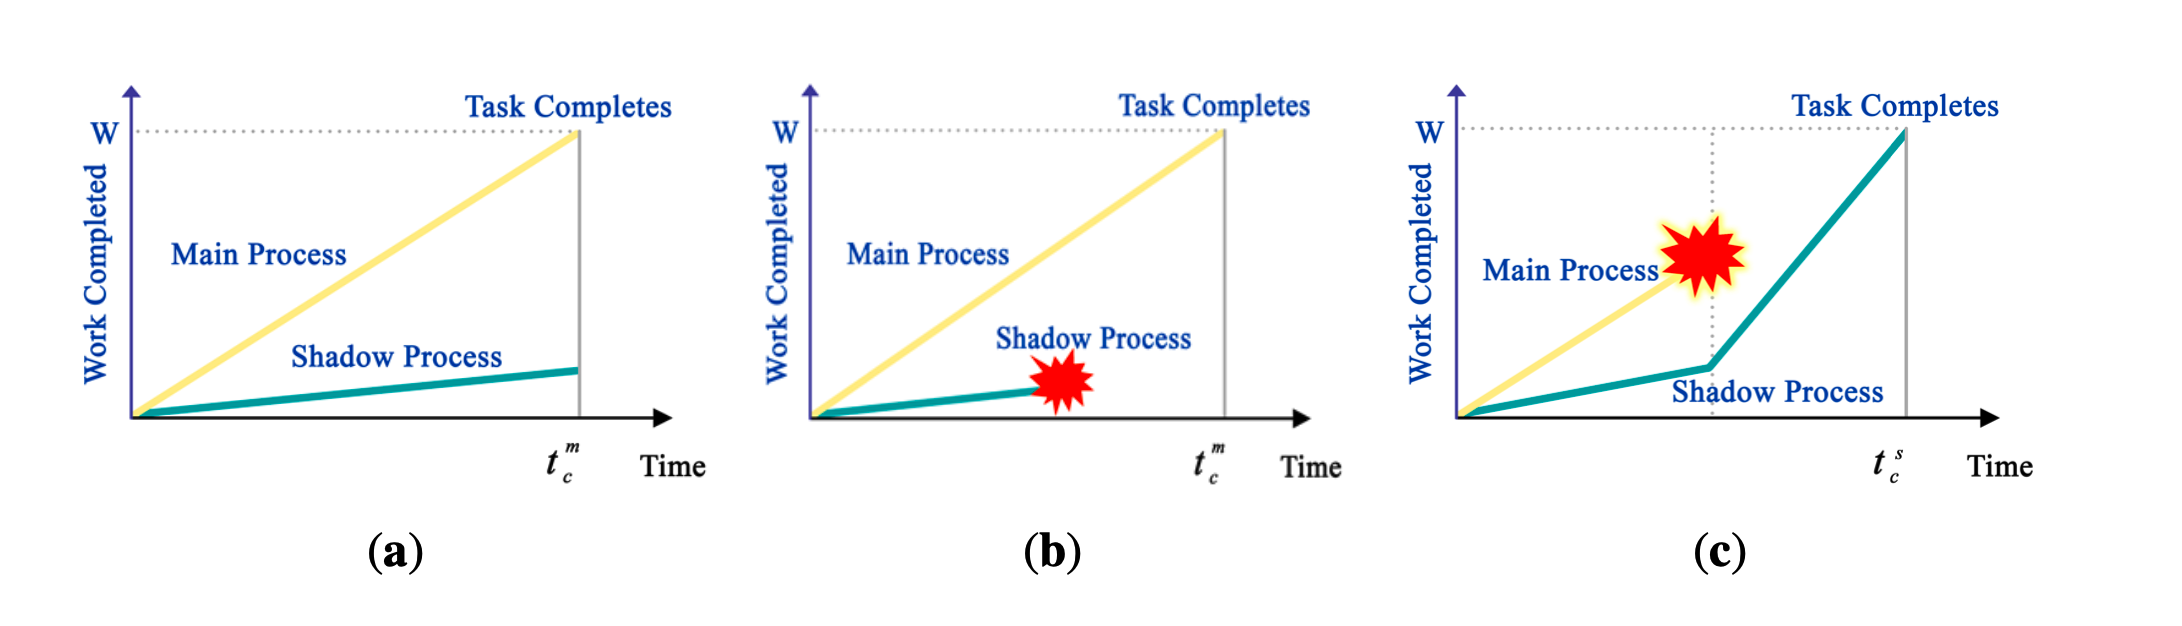 Task Completes
W
Work Completed
Main Process
Shadow Process
t_c^m
Time
(a)
Task Completes
W
Work Completed
Main Process
Shadow Process
t_c^m
Time
(b)
Task Completes
W
Work Completed
Main Process
Shadow Process
t_c^s
Time
(c)